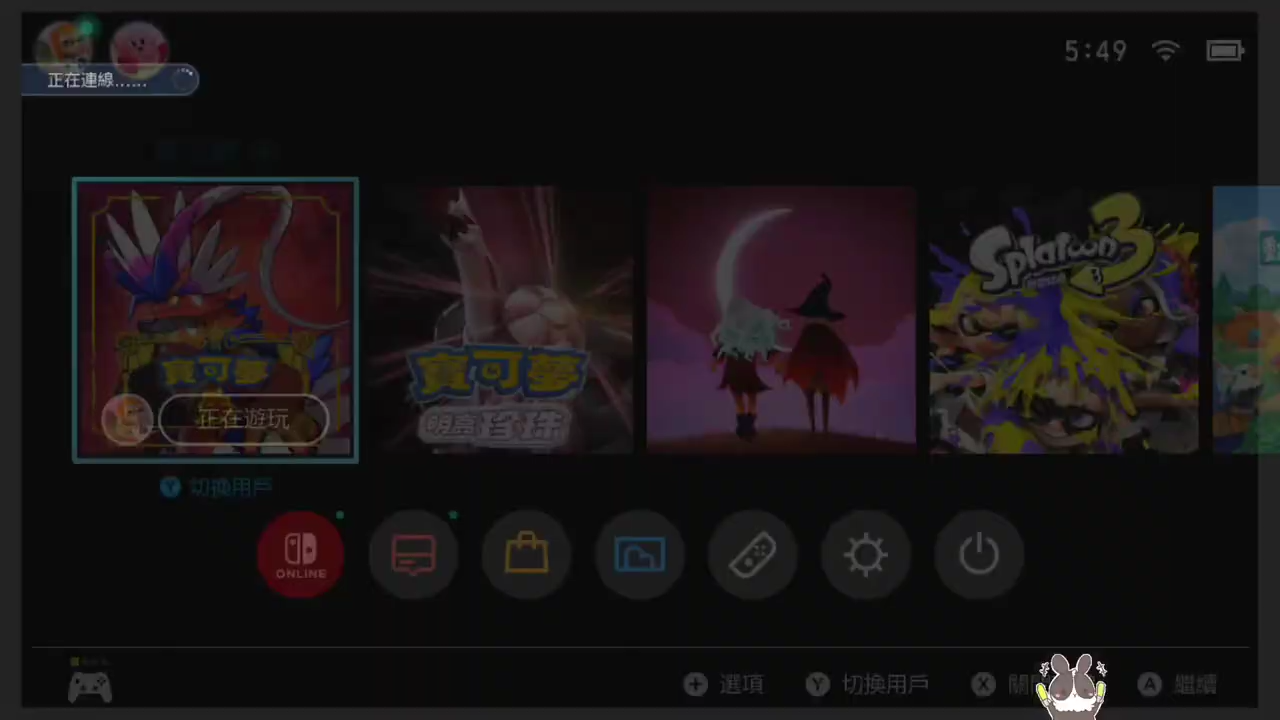 5:49
正在連線......
寶可夢
正在遊玩
寶可夢
明亮珍珠
Splatoon 3
Y 切換用戶
ONLINE
+ 選項
Y 切換用戶
X 關
A 繼續